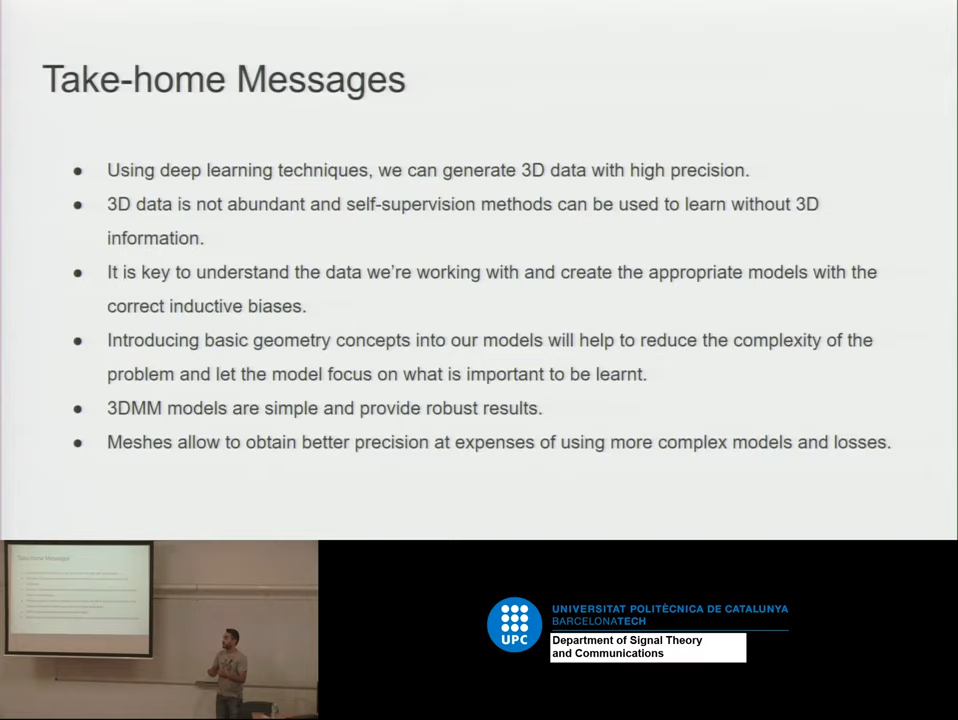 Take-home Messages
● Using deep learning techniques, we can generate 3D data with high precision.
● 3D data is not abundant and self-supervision methods can be used to learn without 3D
information.
● It is key to understand the data we're working with and create the appropriate models with the
correct inductive biases.
● Introducing basic geometry concepts into our models will help to reduce the complexity of the
problem and let the model focus on what is important to be learnt.
● 3DMM models are simple and provide robust results.
● Meshes allow to obtain better precision at expenses of using more complex models and losses.
Take-home Messages
UPC
UNIVERSITAT POLITÈCNICA DE CATALUNYA
BARCELONATECH
Department of Signal Theory
and Communications